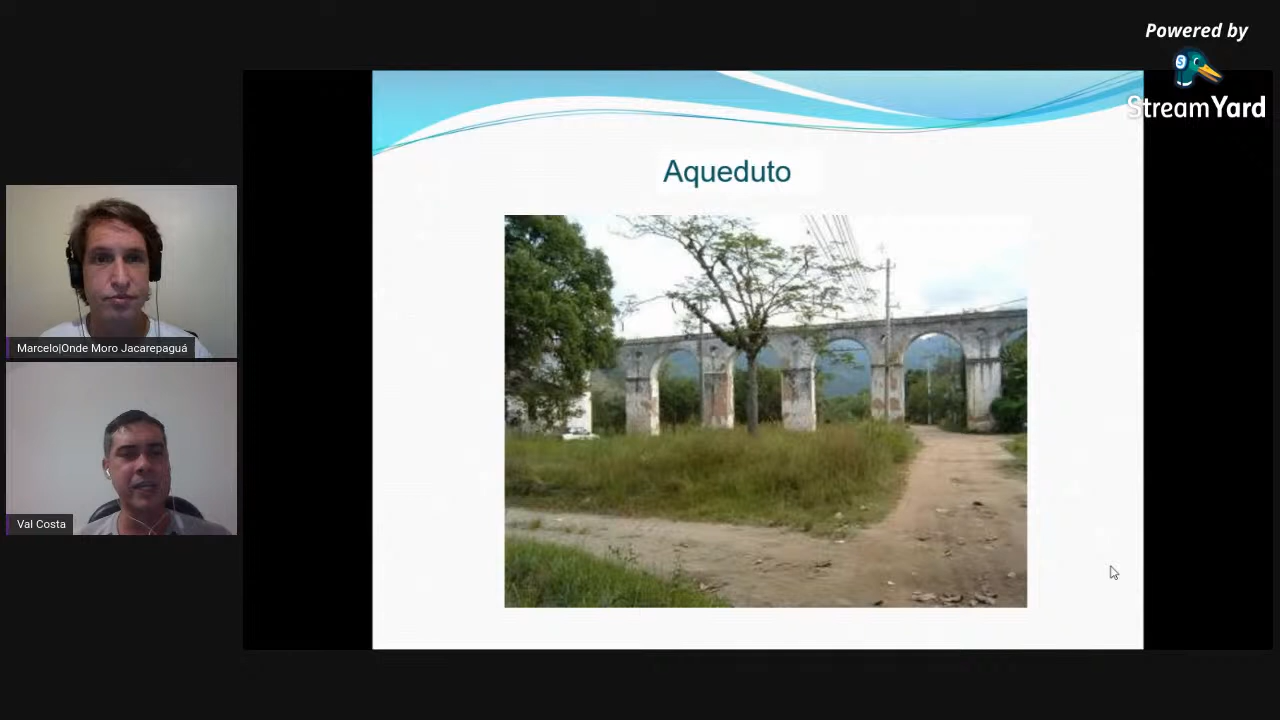 Powered by
StreamYard
Aqueduto
Marcelo|Onde Moro Jacarepaguá
Val Costa